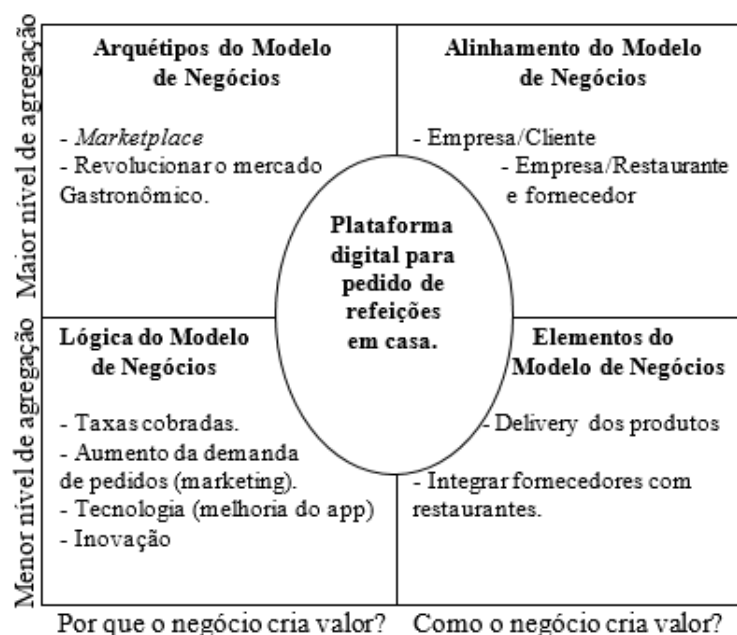 Maior nível de agregação
Arquétipos do Modelo
de Negócios
- Marketplace
- Revolucionar o mercado
Gastronômico.
Alinhamento do Modelo
de Negócios
- Empresa/Cliente
- Empresa/Restaurante
e fornecedor
Plataforma
digital para
pedido de
refeições
em casa.
Menor nível de agregação
Lógica do Modelo
de Negócios
- Taxas cobradas.
- Aumento da demanda
de pedidos (marketing).
- Tecnologia (melhoria do app)
- Inovação
Elementos do
Modelo de Negócios
- Delivery dos produtos
- Integrar fornecedores com
restaurantes.
Por que o negócio cria valor?
Como o negócio cria valor?